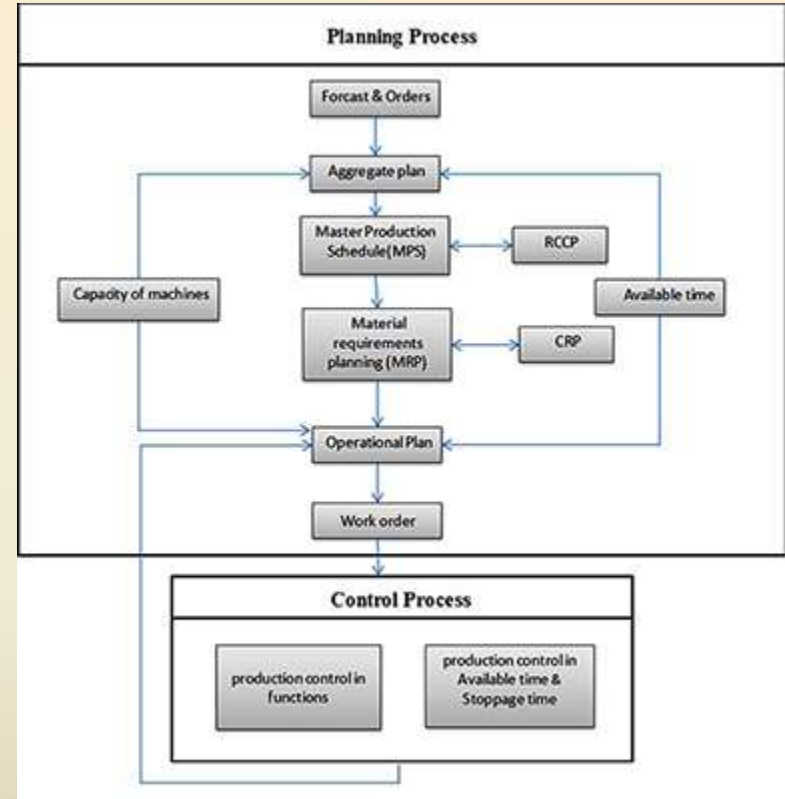 Planning Process
Forcast & Orders
Aggregate plan
Master Production
Schedule(MPS)
RCCP
Capacity of machines
Available time
Material
requirements
planning (MRP)
CRP
Operational Plan
Work order
Control Process
production control in
functions
production control in
Available time &
Stoppage time